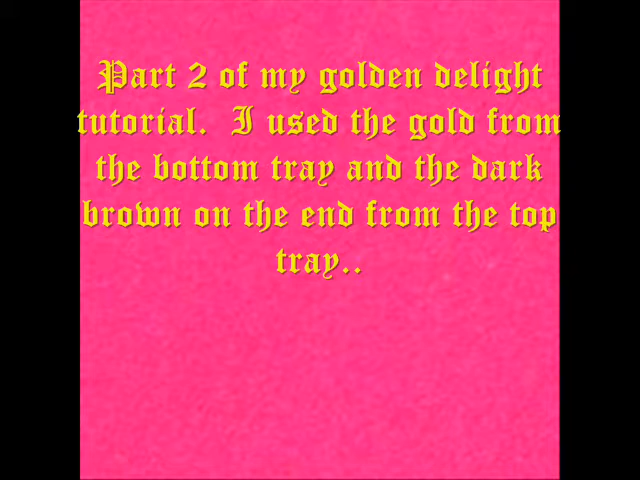 Part 2 of my golden delight
tutorial. I used the gold from
the bottom tray and the dark
brown on the end from the top
tray..